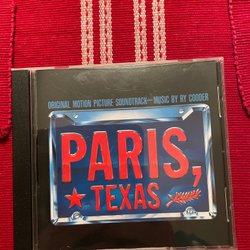 ORIGINAL MOTION PICTURE SOUNDTRACK—MUSIC BY RY COODER
PARIS,
TEXAS